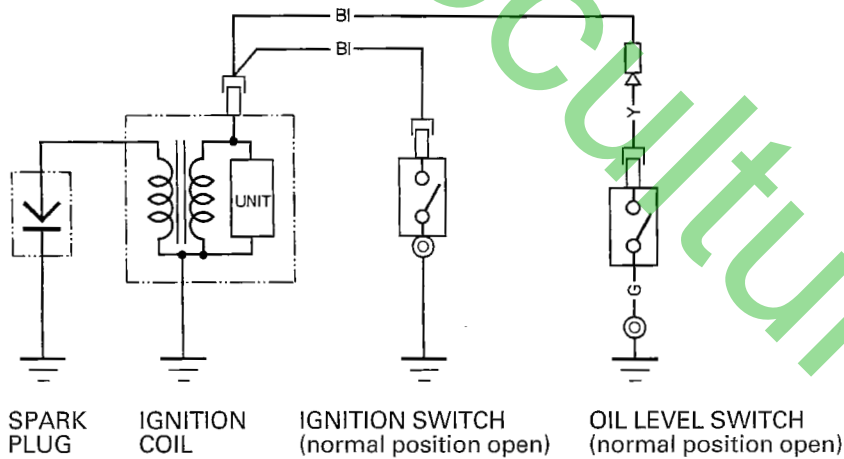 Bl
Bl
Y
UNIT
G
SPARK PLUG
IGNITION COIL
IGNITION SWITCH
(normal position open)
OIL LEVEL SWITCH
(normal position open)